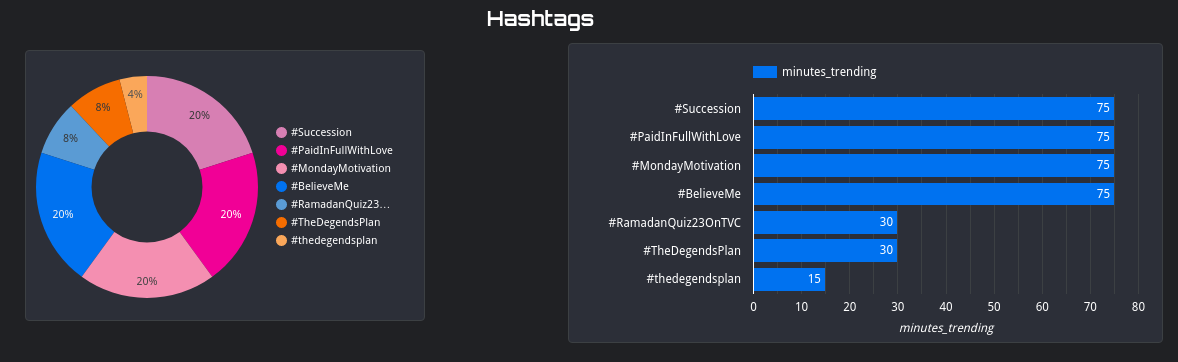 Hashtags
4%
8%
20%
8%
20%
20%
20%
#Succession
#PaidInFullWithLove
#MondayMotivation
#BelieveMe
#RamadanQuiz23…
#TheDegendsPlan
#thedegendsplan
minutes_trending
#Succession 75
#PaidInFullWithLove 75
#MondayMotivation 75
#BelieveMe 75
#RamadanQuiz23OnTVC 30
#TheDegendsPlan 30
#thedegendsplan 15
0 10 20 30 40 50 60 70 80
minutes_trending